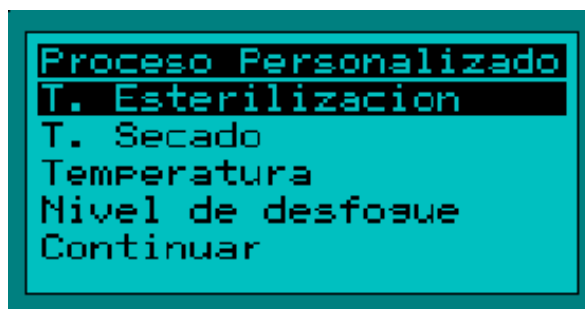 Proceso Personalizado
T. Esterilizacion
T. Secado
Temperatura
Nivel de desfogue
Continuar